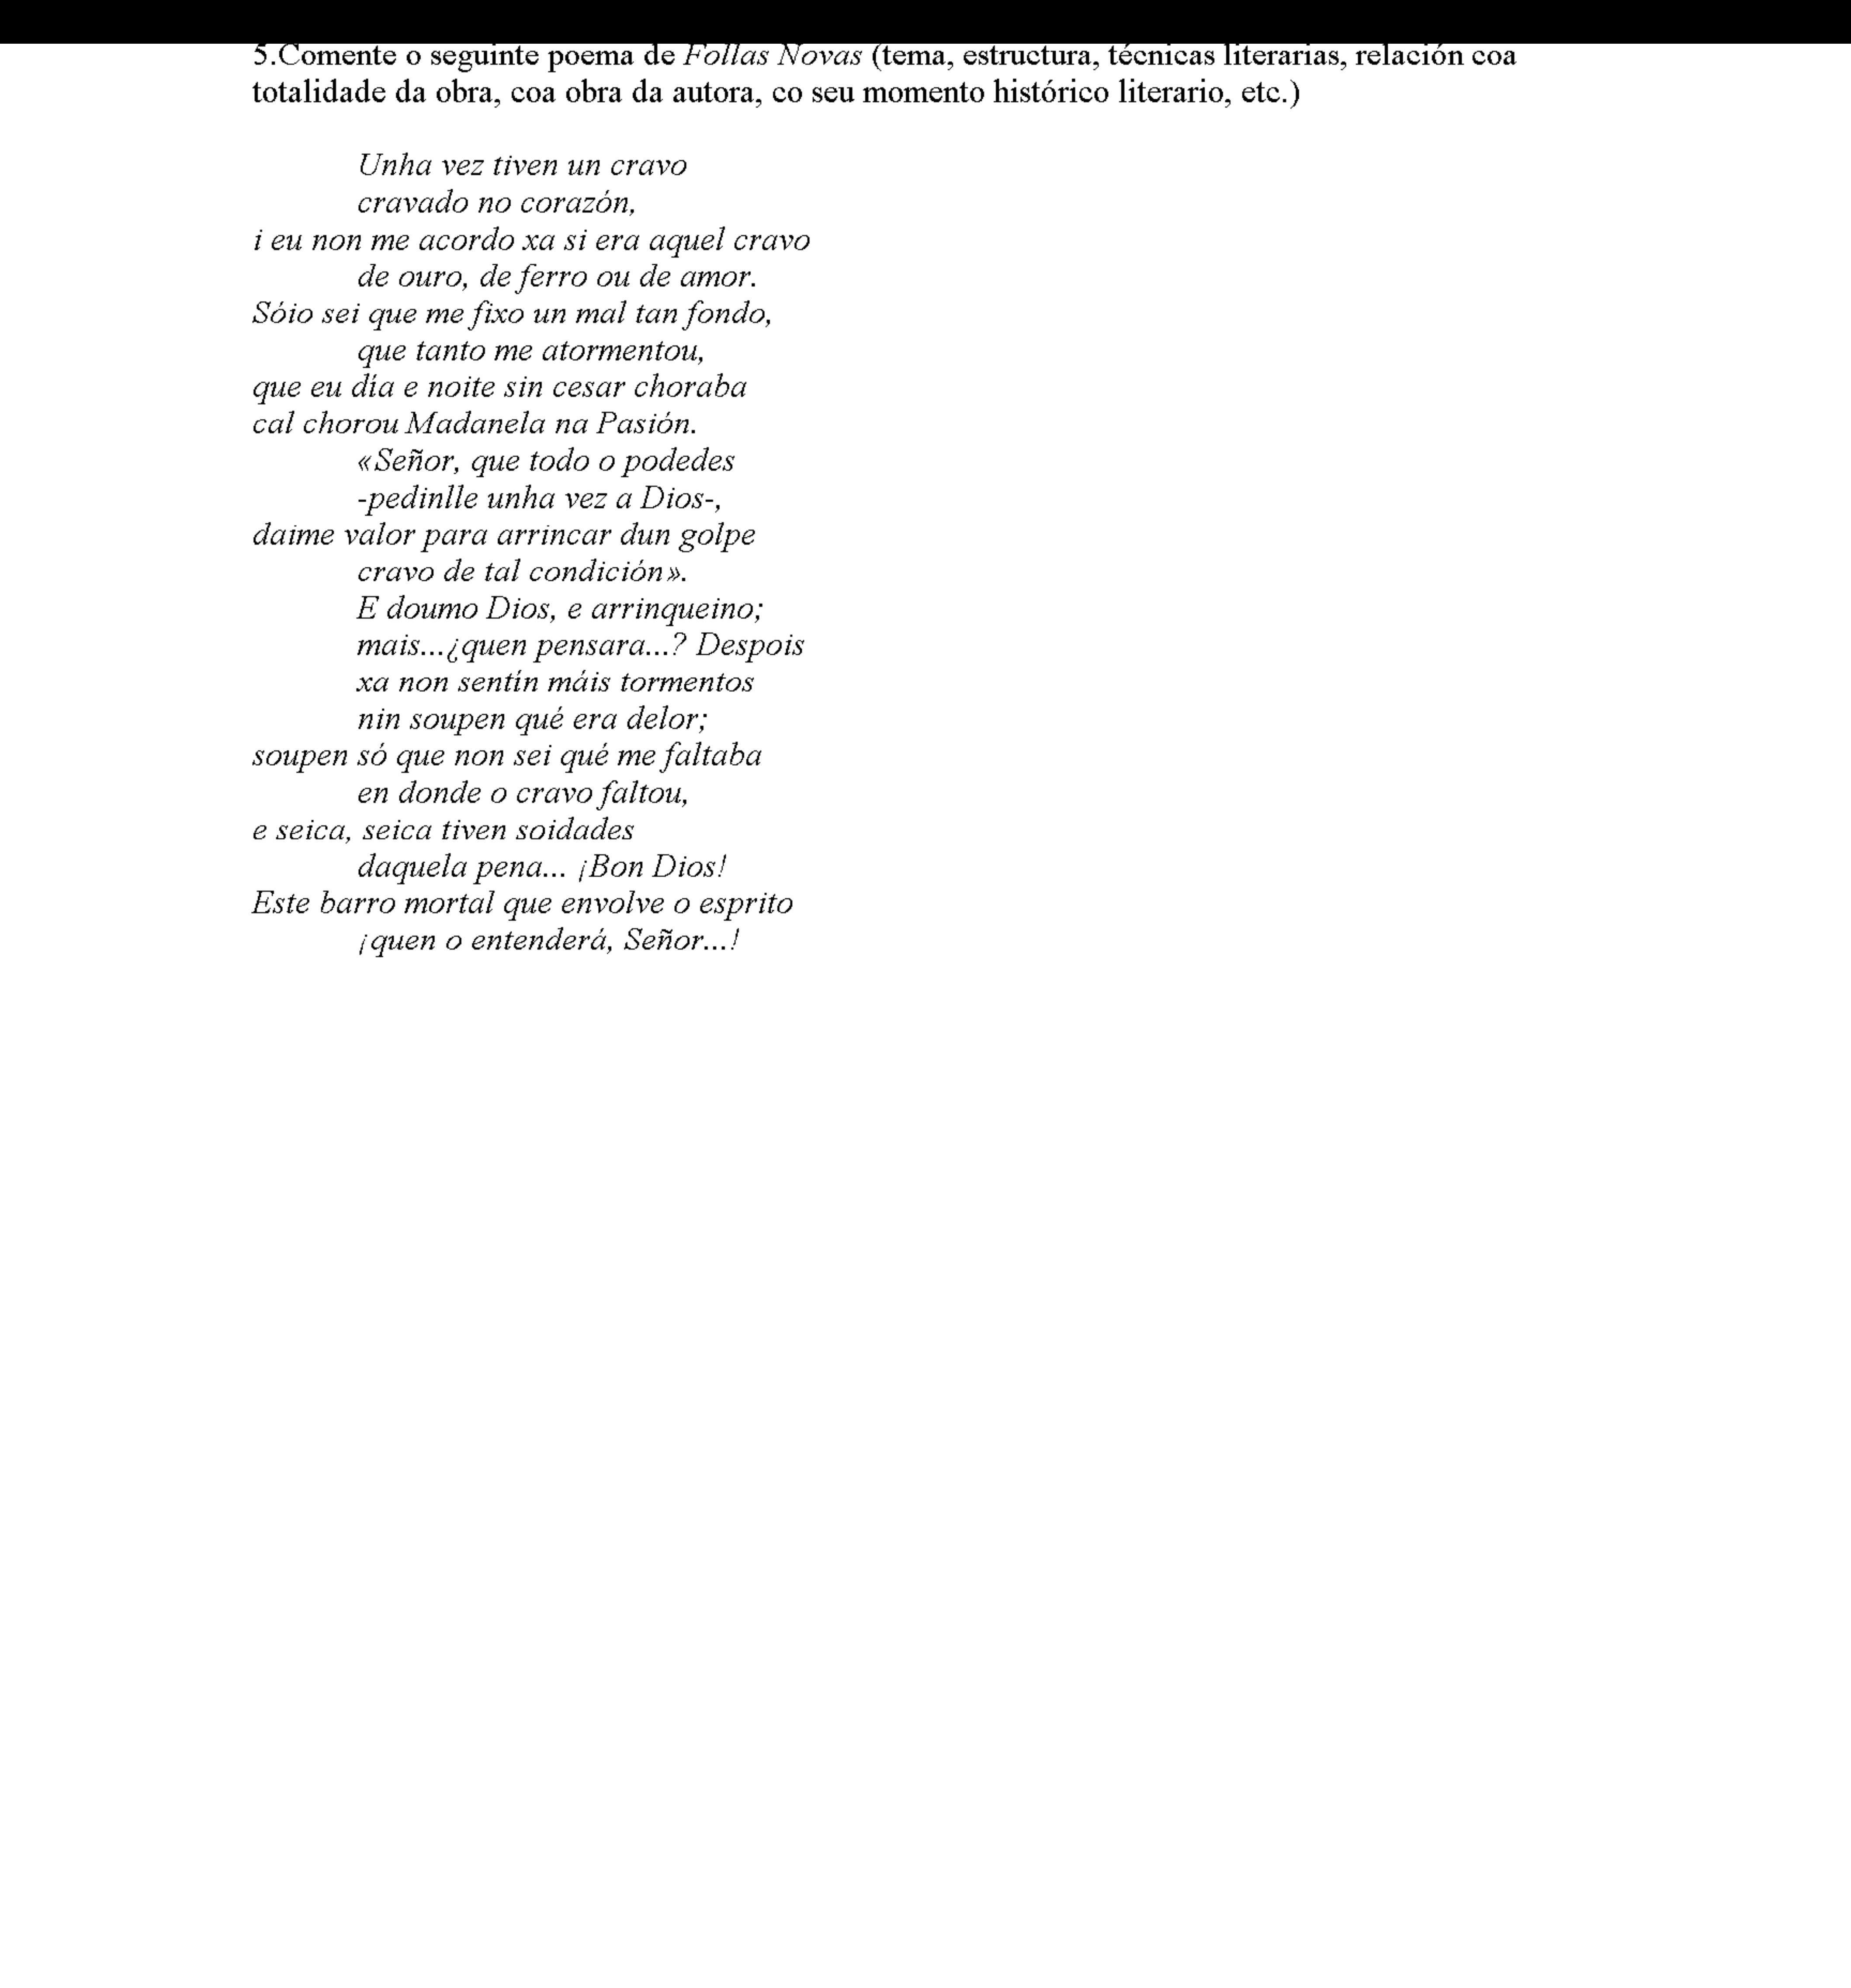 5.Comente o seguinte poema de Follas Novas (tema, estructura, técnicas literarias, relación coa
totalidade da obra, coa obra da autora, co seu momento histórico literario, etc.)
Unha vez tiven un cravo
cravado no corazón,
i eu non me acordo xa si era aquel cravo
de ouro, de ferro ou de amor.
Sóio sei que me fixo un mal tan fondo,
que tanto me atormentou,
que eu día e noite sin cesar choraba
cal chorou Madanela na Pasión.
«Señor, que todo o podedes
-pedinlle unha vez a Dios-,
daime valor para arrincar dun golpe
cravo de tal condición».
E doumo Dios, e arrinqueino;
mais...¿quen pensara...? Despois
xa non sentín máis tormentos
nin soupen qué era delor;
soupen só que non sei qué me faltaba
en donde o cravo faltou,
e seica, seica tiven soidades
daquela pena... ¡Bon Dios!
Este barro mortal que envolve o esprito
¡quen o entenderá, Señor...!